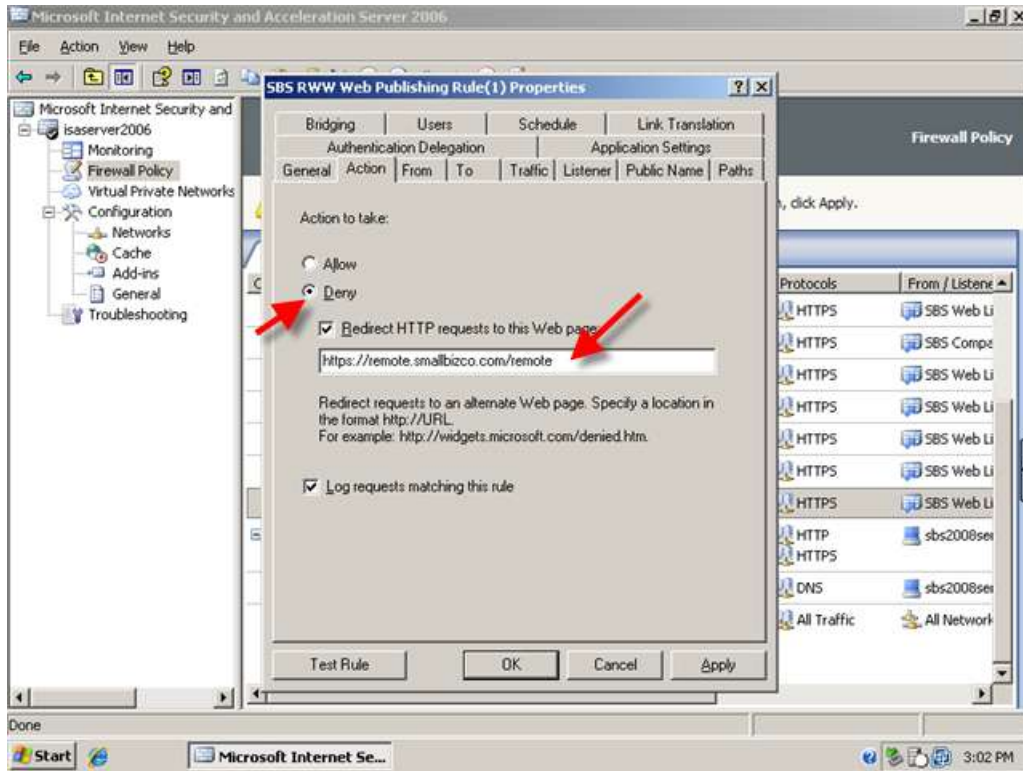 Microsoft Internet Security and Acceleration Server 2006
File Action View Help
Microsoft Internet Security and
isaserver2006
Monitoring
Firewall Policy
Virtual Private Networks
Configuration
Networks
Cache
Add-ins
General
Troubleshooting
Firewall Policy
, click Apply.
SBS RWW Web Publishing Rule(1) Properties
Bridging Users Schedule Link Translation
Authentication Delegation Application Settings
General Action From To Traffic Listener Public Name Paths
Action to take:
Allow
Deny
Redirect HTTP requests to this Web page
https://remote.smallbizco.com/remote
Redirect requests to an alternate Web page. Specify a location in
the format http://URL.
For example: http://widgets.microsoft.com/denied.htm.
Log requests matching this rule
Test Rule OK Cancel Apply
Protocols From / Listene
HTTPS SBS Web Li
HTTPS SBS Compa
HTTPS SBS Web Li
HTTPS SBS Web Li
HTTPS SBS Web Li
HTTPS SBS Web Li
HTTPS SBS Web Li
HTTP sbs2008ser
HTTPS
DNS sbs2008ser
All Traffic All Network
Done
Start Microsoft Internet Se... 3:02 PM